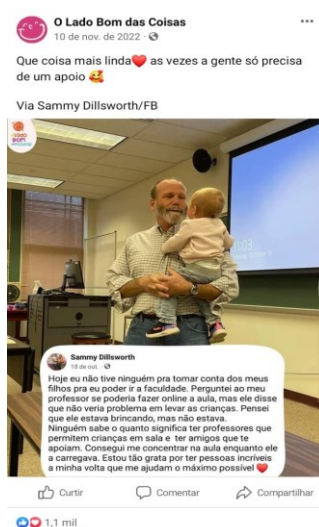 O Lado Bom das Coisas
10 de nov. de 2022 ·
Que coisa mais linda❤️ as vezes a gente só precisa
de um apoio 🥰
Via Sammy Dillsworth/FB
Sammy Dillsworth
18 de out. ·
Hoje eu não tive ninguém pra tomar conta dos meus
filhos pra eu poder ir a faculdade. Perguntei ao meu
professor se poderia fazer online a aula, mas ele disse
que não veria problema em levar as crianças. Pensei
que ele estava brincando, mas não estava.
Ninguém sabe o quanto significa ter professores que
permitem crianças em sala e ter amigos que te
apoiam. Consegui me concentrar na aula enquanto ele
a carregava. Estou tão grata por ter pessoas incríveis
a minha volta que me ajudam o máximo possível ❤️
Curtir
Comentar
Compartilhar
1,1 mil